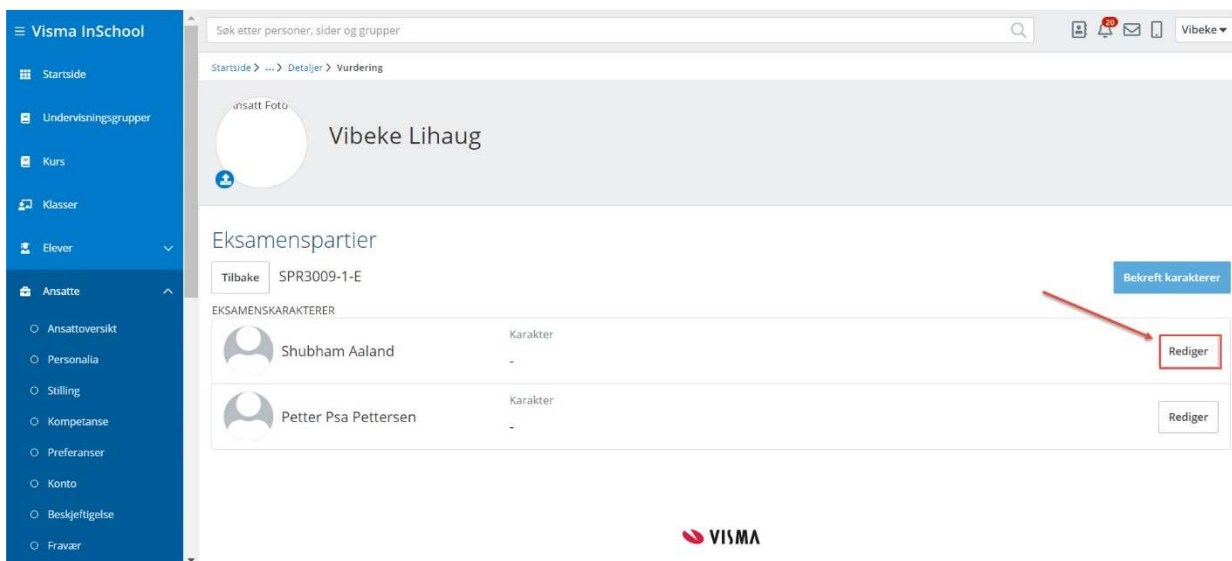 ≡ Visma InSchool
Startside
Undervisningsgrupper
Kurs
Klasser
Elever
Ansatte
Ansattoversikt
Personalia
Stilling
Kompetanse
Preferanser
Konto
Beskjeftigelse
Fravær
Søk etter personer, sider og grupper
20
Vibeke
Startside > ... > Detaljer > Vurdering
Ansatt Foto
Vibeke Lihaug
Eksamenspartier
Tilbake SPR3009-1-E Bekreft karakterer
EKSAMENSKARAKTERER
Shubham Aaland
Karakter
-
Rediger
Petter Psa Pettersen
Karakter
-
Rediger
VISMA